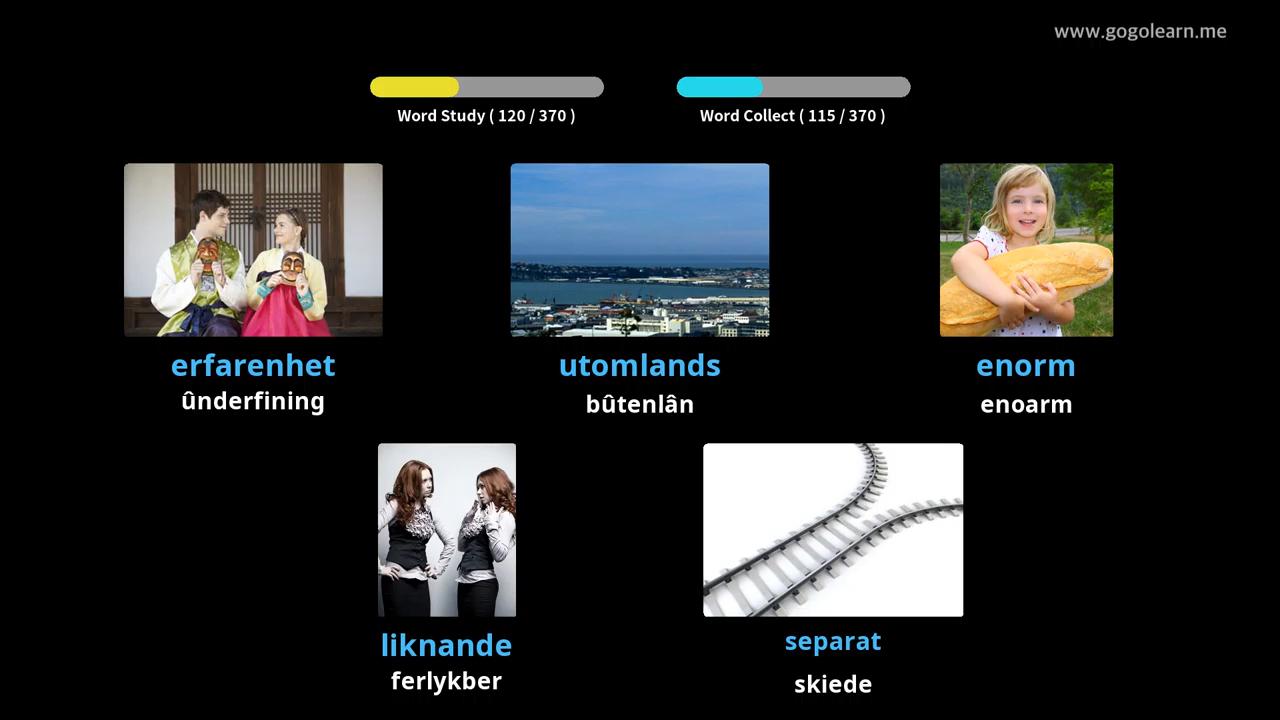 www.gogolearn.me
Word Study ( 120 / 370 )
Word Collect ( 115 / 370 )
erfarenhet
ûnderfining
utomlands
bûtenlân
enorm
enoarm
liknande
ferlykber
separat
skiede